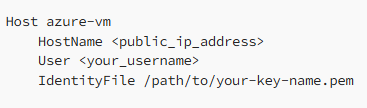 Host azure-vm
    HostName <public_ip_address>
    User <your_username>
    IdentityFile /path/to/your-key-name.pem